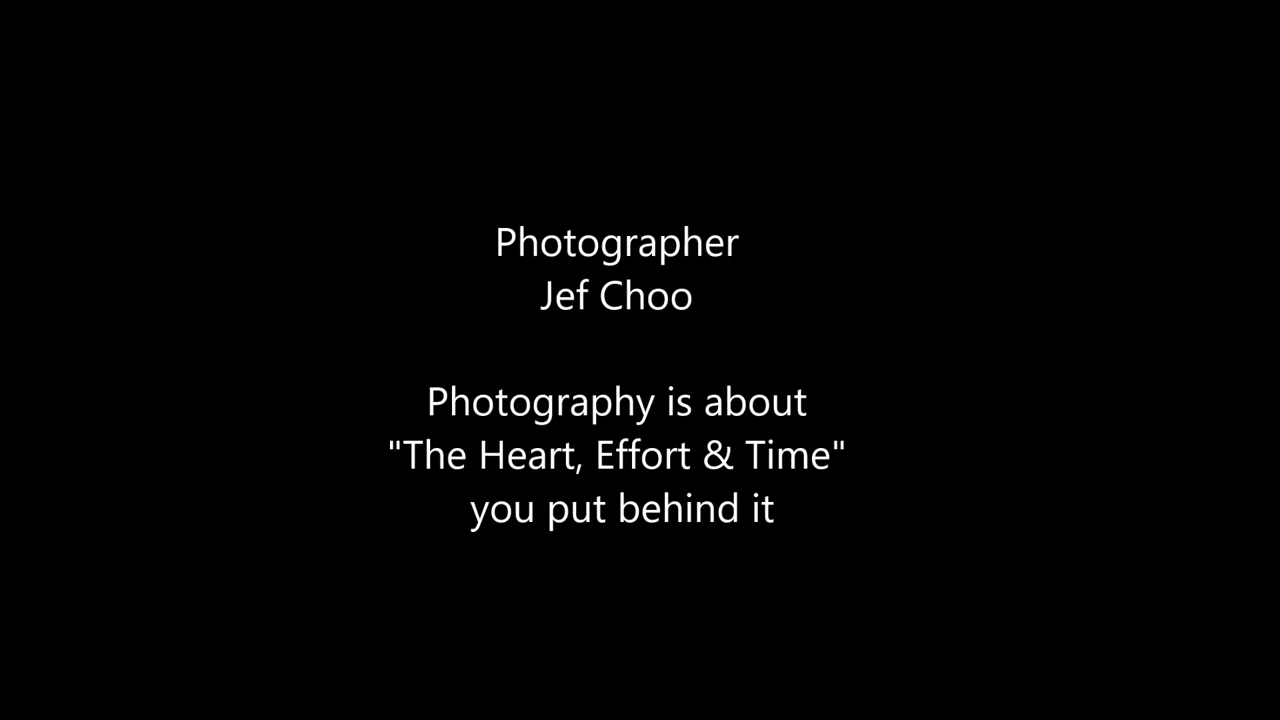 Photographer
Jef Choo
Photography is about
"The Heart, Effort & Time"
you put behind it